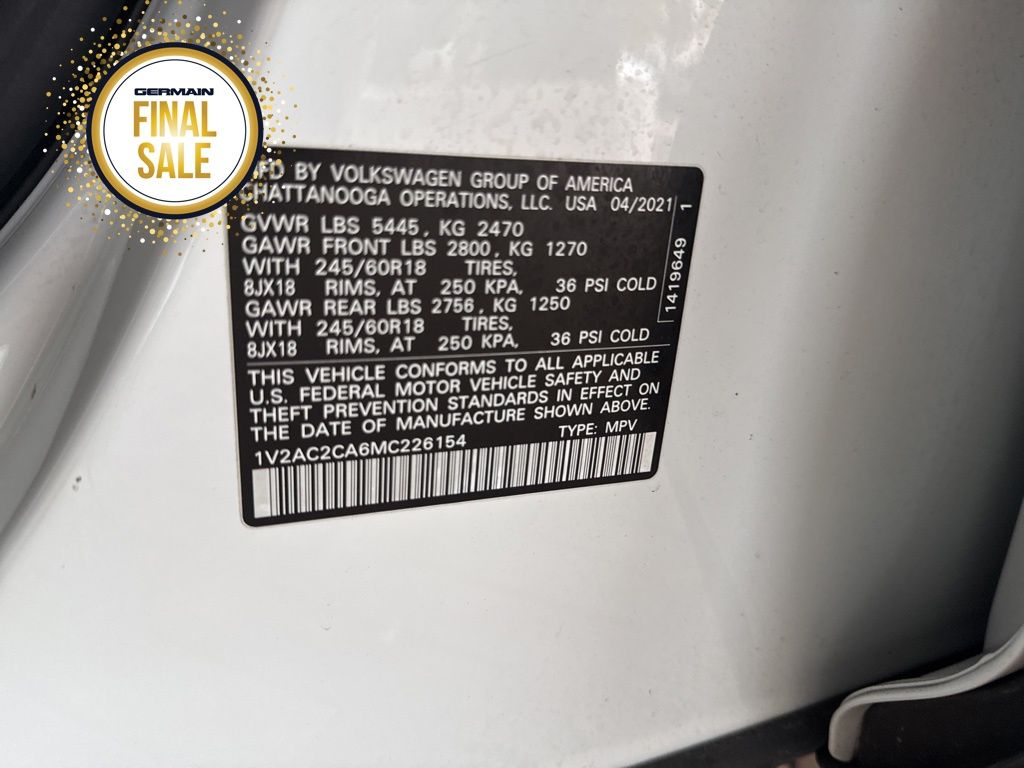 GERMAIN
FINAL
SALE
MFD BY VOLKSWAGEN GROUP OF AMERICA
CHATTANOOGA OPERATIONS, LLC. USA 04/2021
GVWR LBS 5445, KG 2470
GAWR FRONT LBS 2800, KG 1270
WITH 245/60R18 TIRES,
8JX18 RIMS, AT 250 KPA, 36 PSI COLD
GAWR REAR LBS 2756, KG 1250
WITH 245/60R18 TIRES,
8JX18 RIMS, AT 250 KPA, 36 PSI COLD
1419649 1
THIS VEHICLE CONFORMS TO ALL APPLICABLE
U.S. FEDERAL MOTOR VEHICLE SAFETY AND
THEFT PREVENTION STANDARDS IN EFFECT ON
THE DATE OF MANUFACTURE SHOWN ABOVE.
1V2AC2CA6MC226154 TYPE: MPV